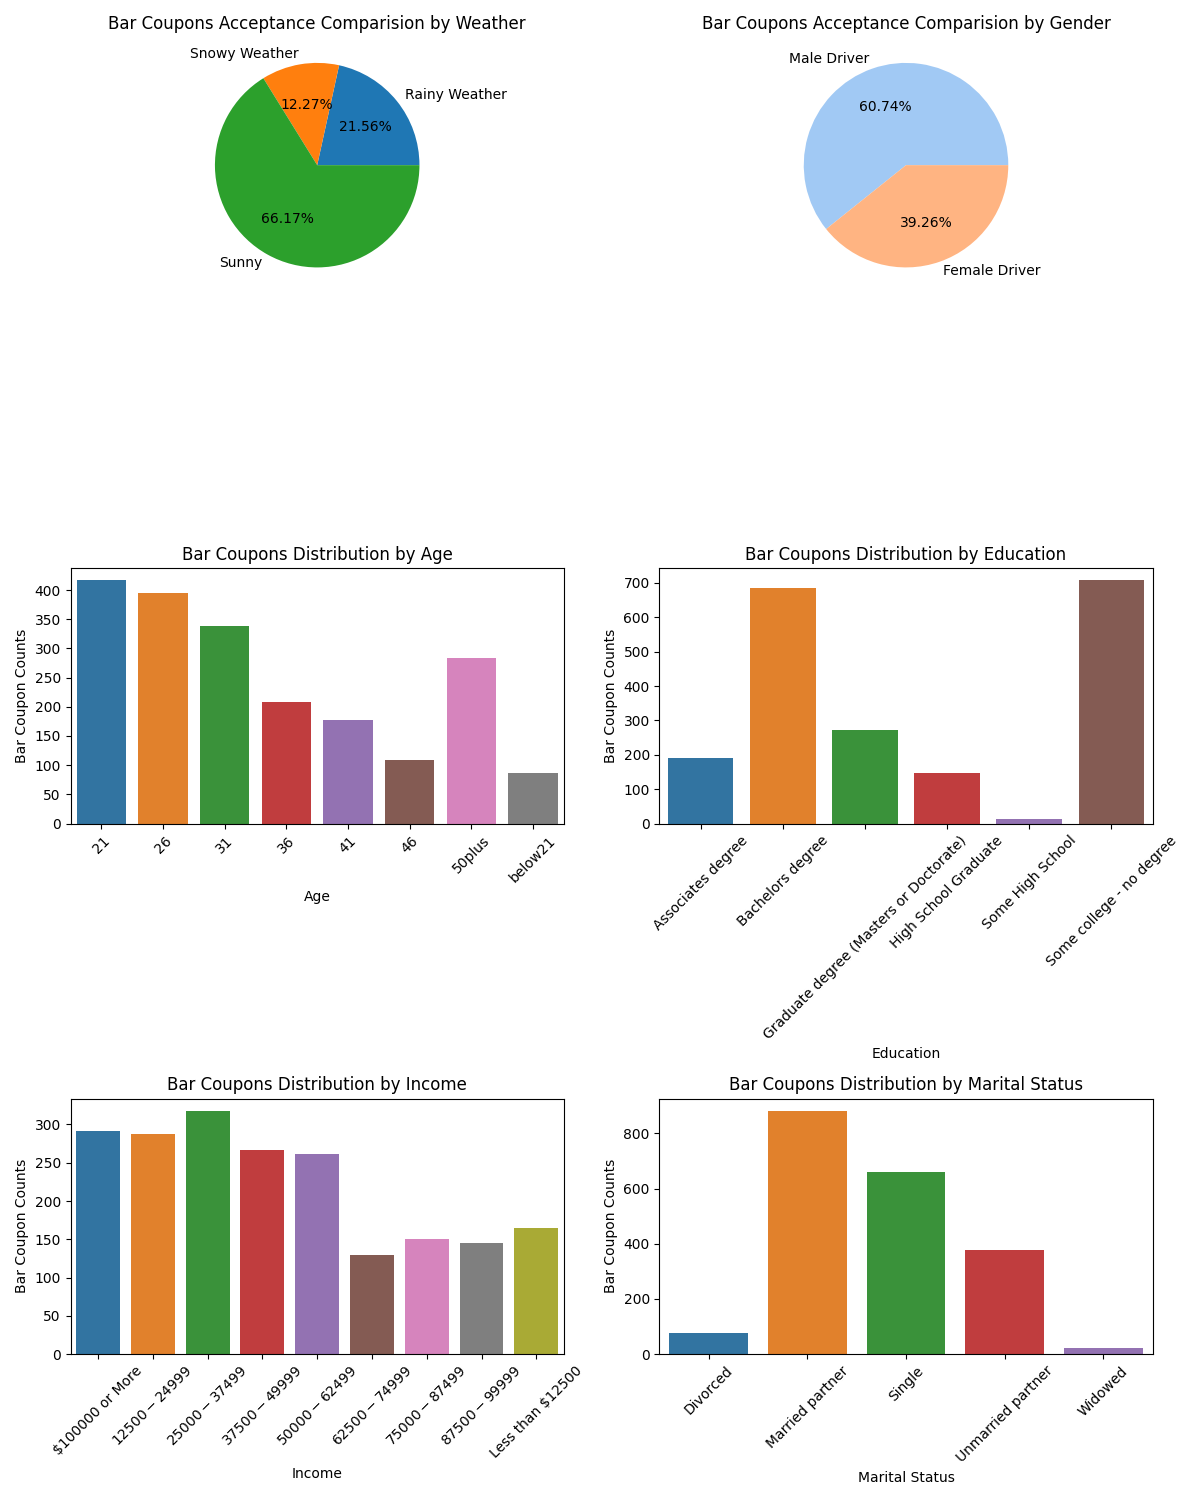 Bar Coupons Acceptance Comparision by Weather
Snowy Weather
12.27%
Rainy Weather
21.56%
66.17%
Sunny
Bar Coupons Acceptance Comparision by Gender
Male Driver
60.74%
39.26%
Female Driver
Bar Coupons Distribution by Age
Bar Coupon Counts
400
350
300
250
200
150
100
50
0
21
26
31
36
41
46
50plus
below21
Age
Bar Coupons Distribution by Education
Bar Coupon Counts
700
600
500
400
300
200
100
0
Associates degree
Bachelors degree
Graduate degree (Masters or Doctorate)
High School Graduate
Some High School
Some college - no degree
Education
Bar Coupons Distribution by Income
Bar Coupon Counts
300
250
200
150
100
50
0
$100000 or More
12500 − 24999
25000 − 37499
37500 − 49999
50000 − 62499
62500 − 74999
75000 − 87499
87500 − 99999
Less than $12500
Income
Bar Coupons Distribution by Marital Status
Bar Coupon Counts
800
600
400
200
0
Divorced
Married partner
Single
Unmarried partner
Widowed
Marital Status